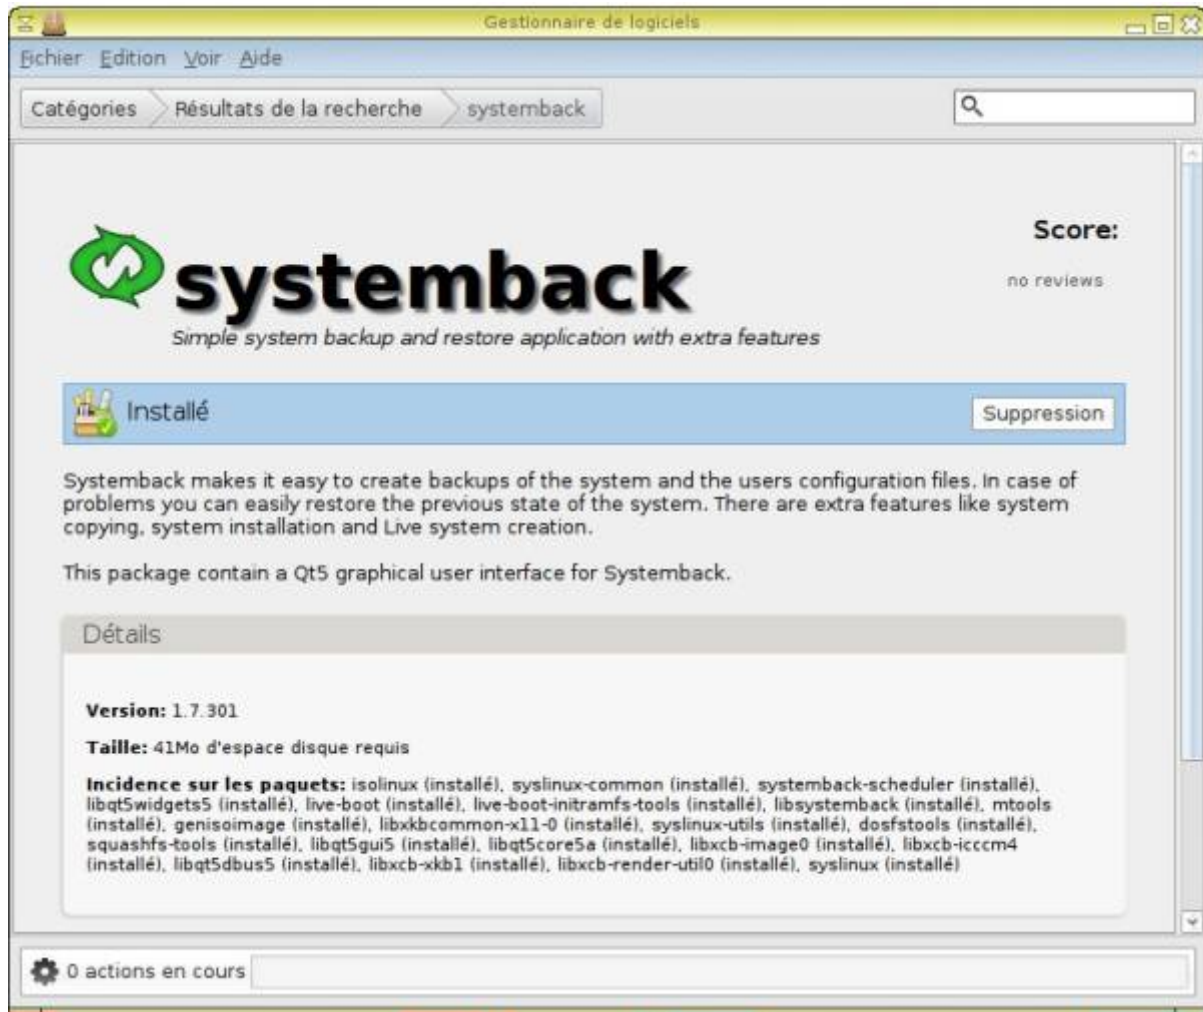 Gestionnaire de logiciels
Fichier Edition Voir Aide
Catégories Résultats de la recherche systemback
Score:
no reviews
systemback
Simple system backup and restore application with extra features
Installé Suppression
Systemback makes it easy to create backups of the system and the users configuration files. In case of
problems you can easily restore the previous state of the system. There are extra features like system
copying, system installation and Live system creation.
This package contain a Qt5 graphical user interface for Systemback.
Détails
Version: 1.7.301
Taille: 41Mo d'espace disque requis
Incidence sur les paquets: isolinux (installé), syslinux-common (installé), systemback-scheduler (installé),
libqt5widgets5 (installé), live-boot (installé), live-boot-initramfs-tools (installé), libsystemback (installé), mtools
(installé), genisoimage (installé), libxkbcommon-x11-0 (installé), syslinux-utils (installé), dosfstools (installé),
squashfs-tools (installé), libqt5gui5 (installé), libqt5core5a (installé), libxcb-image0 (installé), libxcb-icccm4
(installé), libqt5dbus5 (installé), libxcb-xkb1 (installé), libxcb-render-util0 (installé), syslinux (installé)
0 actions en cours